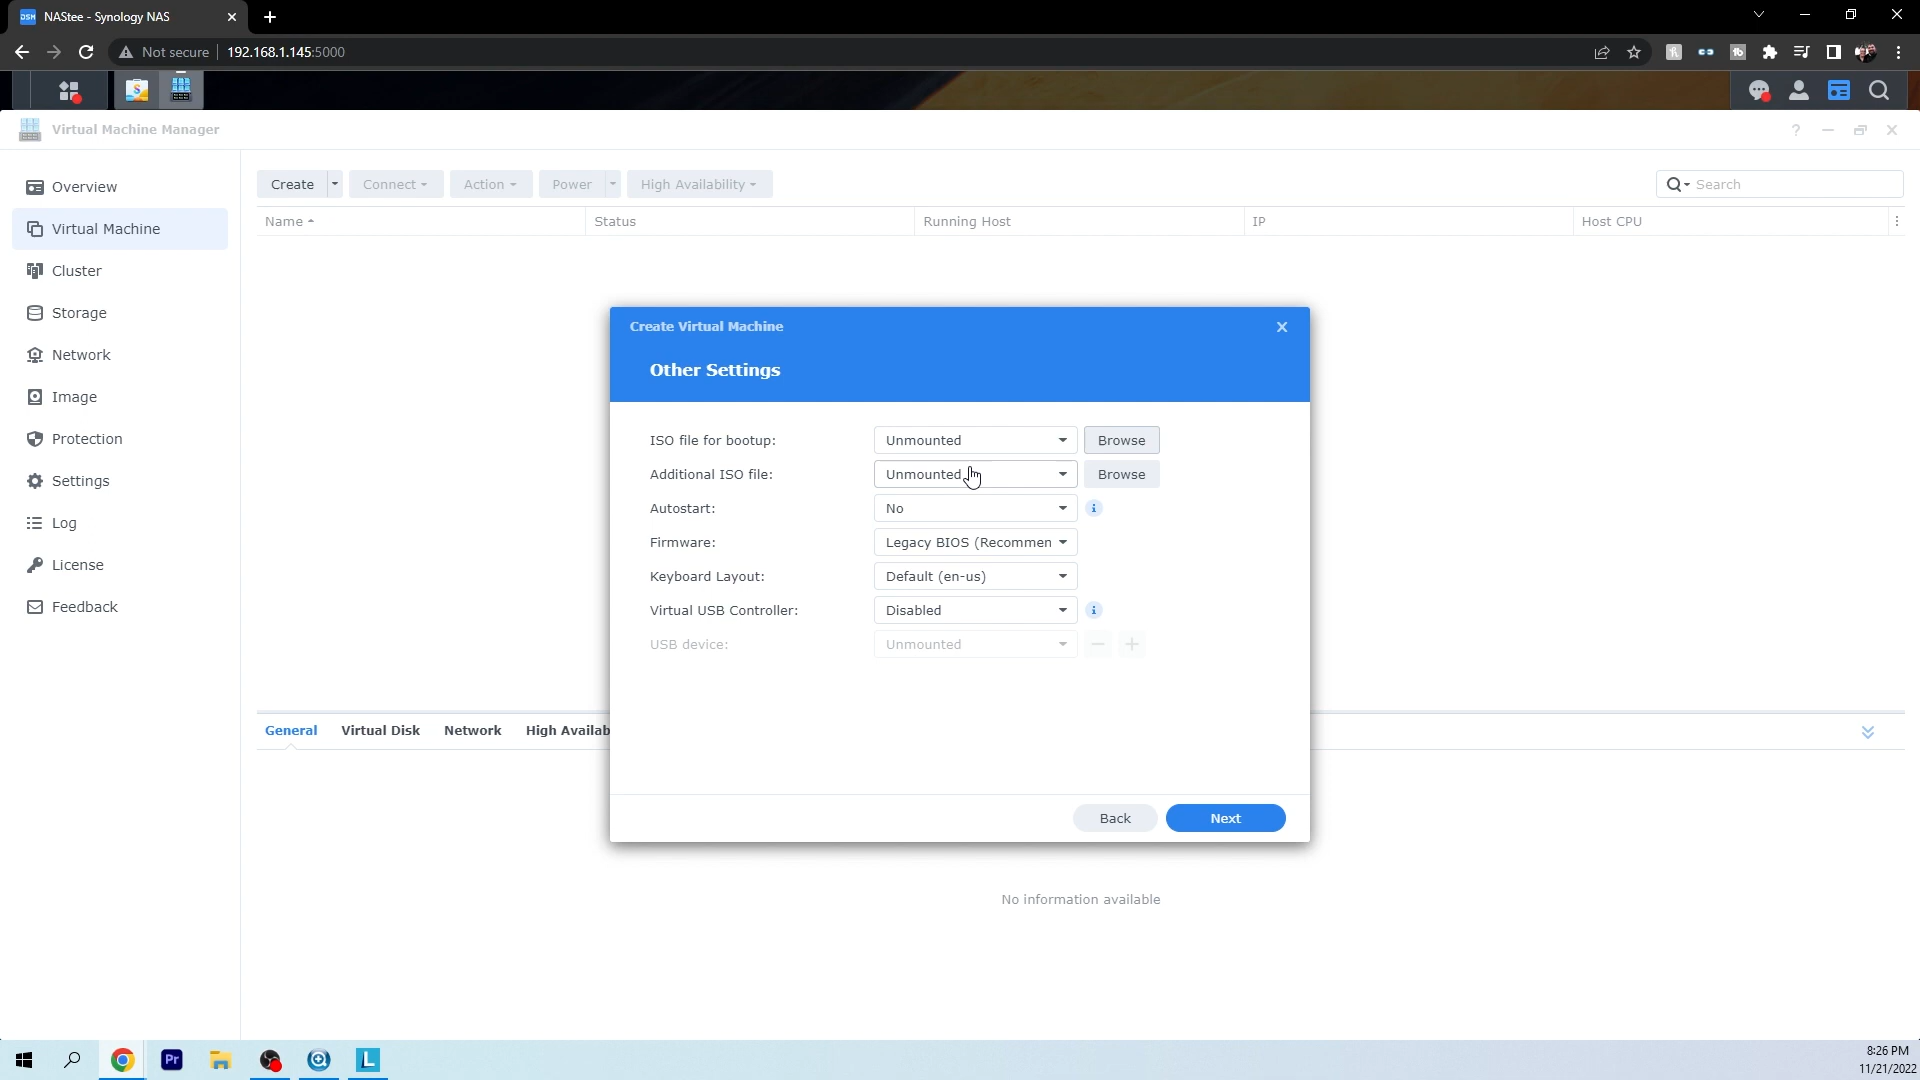 DSM NAStee - Synology NAS
Not secure 192.168.1.145:5000
Virtual Machine Manager
Overview
Virtual Machine
Cluster
Storage
Network
Image
Protection
Settings
Log
License
Feedback
Create Connect Action Power High Availability Search
Name Status Running Host IP Host CPU
Create Virtual Machine
Other Settings
ISO file for bootup: Unmounted Browse
Additional ISO file: Unmounted Browse
Autostart: No
Firmware: Legacy BIOS (Recommen
Keyboard Layout: Default (en-us)
Virtual USB Controller: Disabled
USB device: Unmounted
Back Next
General Virtual Disk Network High Availab
No information available
Pr L
8:26 PM
11/21/2022